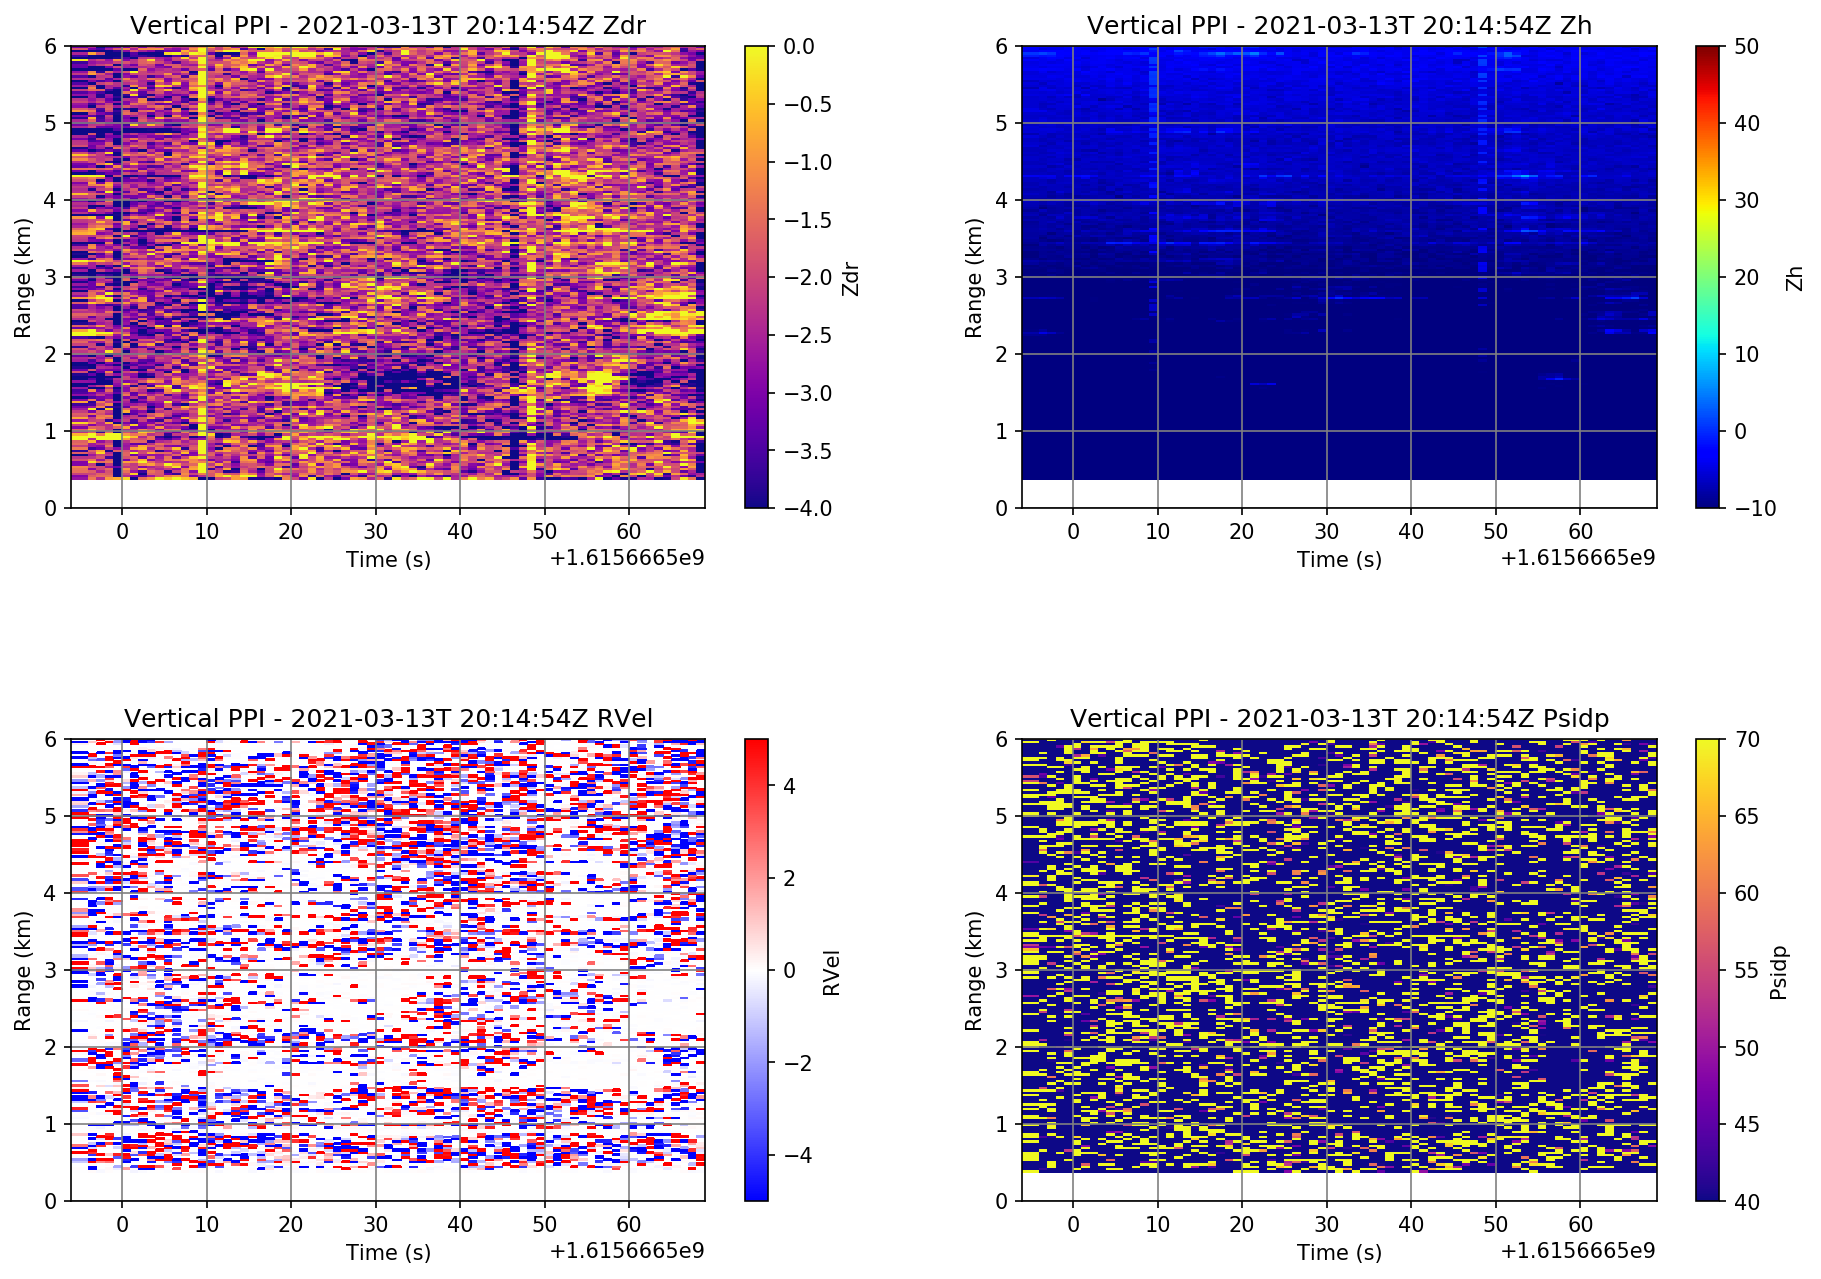 Vertical PPI - 2021-03-13T 20:14:54Z Zdr
6
5
4
3
2
1
0
Range (km)
0 10 20 30 40 50 60
Time (s)
+1.6156665e9
0.0
−0.5
−1.0
−1.5
−2.0
−2.5
−3.0
−3.5
−4.0
Zdr
Vertical PPI - 2021-03-13T 20:14:54Z Zh
6
5
4
3
2
1
0
Range (km)
0 10 20 30 40 50 60
Time (s)
+1.6156665e9
50
40
30
20
10
0
−10
Zh
Vertical PPI - 2021-03-13T 20:14:54Z RVel
6
5
4
3
2
1
0
Range (km)
0 10 20 30 40 50 60
Time (s)
+1.6156665e9
4
2
0
−2
−4
RVel
Vertical PPI - 2021-03-13T 20:14:54Z Psidp
6
5
4
3
2
1
0
Range (km)
0 10 20 30 40 50 60
Time (s)
+1.6156665e9
70
65
60
55
50
45
40
Psidp